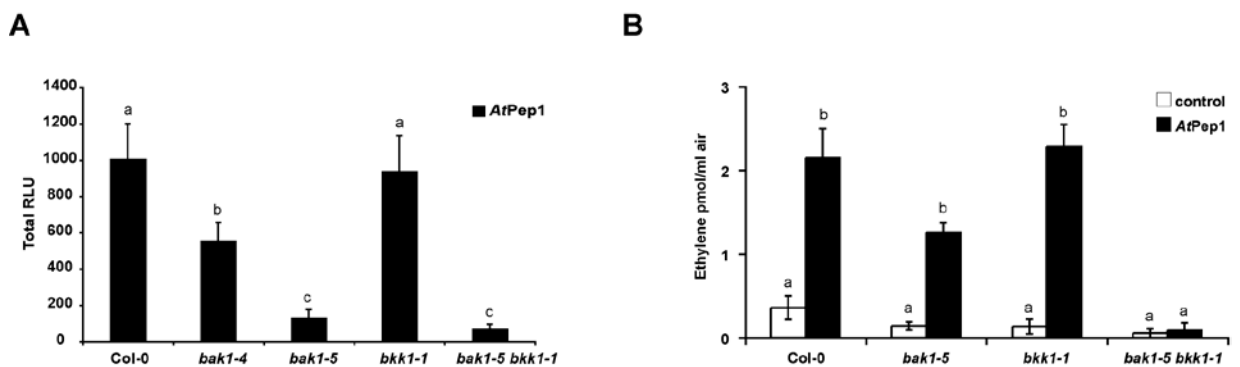 A
Total RLU
1400
1200
1000
800
600
400
200
0
a
b
c
a
c
AtPep1
Col-0
bak1-4
bak1-5
bkk1-1
bak1-5 bkk1-1
B
Ethylene pmol/ml air
3
2
1
0
a
b
a
b
a
b
a
a
control
AtPep1
Col-0
bak1-5
bkk1-1
bak1-5 bkk1-1